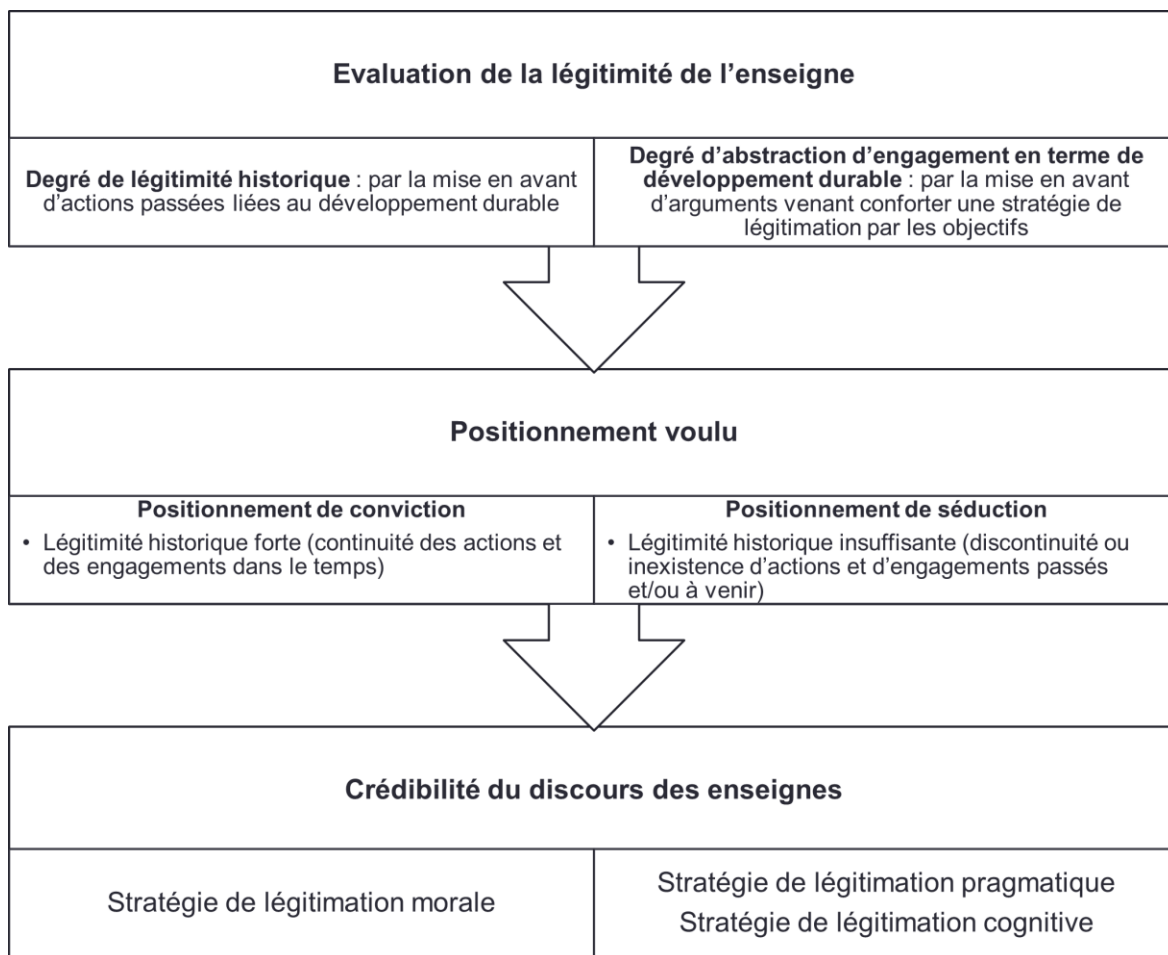 Evaluation de la légitimité de l’enseigne
Degré de légitimité historique : par la mise en avant
d’actions passées liées au développement durable
Degré d’abstraction d’engagement en terme de
développement durable : par la mise en avant
d’arguments venant conforter une stratégie de
légitimation par les objectifs
Positionnement voulu
Positionnement de conviction
• Légitimité historique forte (continuité des actions et
des engagements dans le temps)
Positionnement de séduction
• Légitimité historique insuffisante (discontinuité ou
inexistence d’actions et d’engagements passés
et/ou à venir)
Crédibilité du discours des enseignes
Stratégie de légitimation morale
Stratégie de légitimation pragmatique
Stratégie de légitimation cognitive